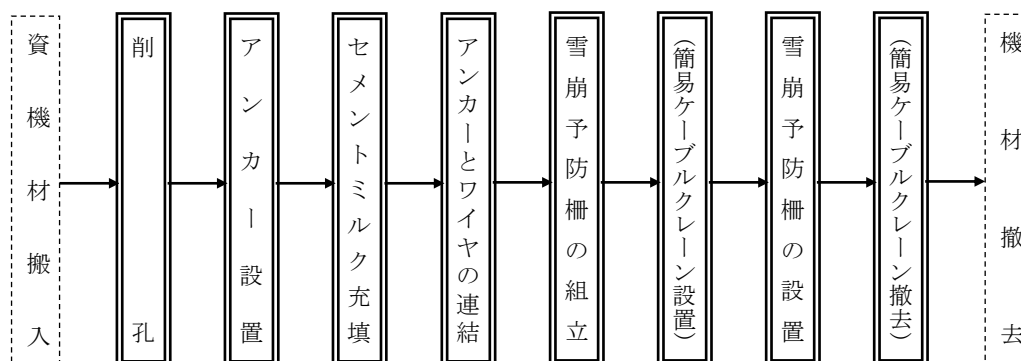 資機材搬入
削孔
アンカー設置
セメントミルク充填
アンカーとワイヤの連結
雪崩予防柵の組立
(簡易ケーブルクレーン設置)
雪崩予防柵の設置
(簡易ケーブルクレーン撤去)
機材撤去